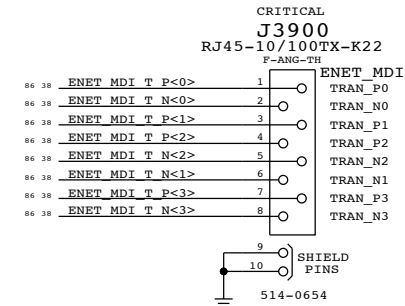 CRITICAL
J3900
RJ45-10/100TX-K22
F-ANG-TH
ENET_MDI
86 38 ENET_MDI_T_P<0> 1 TRAN_P0
86 38 ENET_MDI_T_N<0> 2 TRAN_N0
86 38 ENET_MDI_T_P<1> 3 TRAN_P1
86 38 ENET_MDI_T_P<2> 4 TRAN_P2
86 38 ENET_MDI_T_N<2> 5 TRAN_N2
86 38 ENET_MDI_T_N<1> 6 TRAN_N1
86 38 ENET_MDI_T_P<3> 7 TRAN_P3
86 38 ENET_MDI_T_N<3> 8 TRAN_N3
9 SHIELD
10 PINS
514-0654